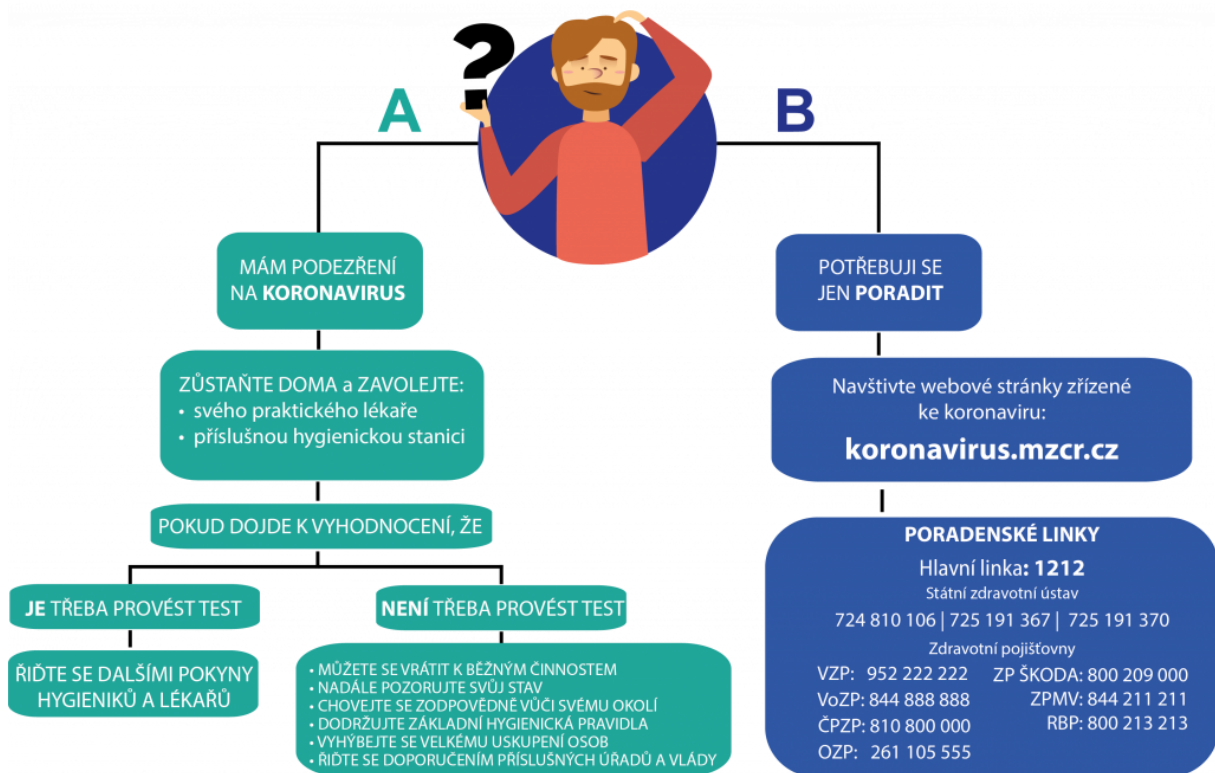 ?
A
B
MÁM PODEZŘENÍ
NA KORONAVIRUS
ZŮSTAŇTE DOMA a ZAVOLEJTE:
• svého praktického lékaře
• příslušnou hygienickou stanici
POKUD DOJDE K VYHODNOCENÍ, ŽE
JE TŘEBA PROVÉST TEST
ŘIĎTE SE DALŠÍMI POKYNY
HYGIENIKŮ A LÉKAŘŮ
NENÍ TŘEBA PROVÉST TEST
• MŮŽETE SE VRÁTIT K BĚŽNÝM ČINNOSTEM
• NADÁLE POZORUJTE SVŮJ STAV
• CHOVEJTE SE ZODPOVĚDNĚ VŮČI SVÉMU OKOLÍ
• DODRŽUJTE ZÁKLADNÍ HYGIENICKÁ PRAVIDLA
• VYHÝBEJTE SE VELKÉMU USKUPENÍ OSOB
• ŘIĎTE SE DOPORUČENÍM PŘÍSLUŠNÝCH ÚŘADŮ A VLÁDY
POTŘEBUJI SE
JEN PORADIT
Navštivte webové stránky zřízené
ke koronaviru:
koronavirus.mzcr.cz
PORADENSKÉ LINKY
Hlavní linka: 1212
Státní zdravotní ústav
724 810 106 | 725 191 367 | 725 191 370
Zdravotní pojišťovny
VZP: 952 222 222 ZP ŠKODA: 800 209 000
VoZP: 844 888 888 ZPMV: 844 211 211
ČPZP: 810 800 000 RBP: 800 213 213
OZP: 261 105 555